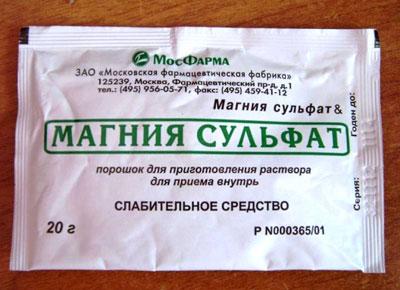 МосФАРМА
ЗАО «Московская фармацевтическая фабрика»
125239, Москва, Фармацевтический пр-д, д.1
тел.: (495) 956-05-71, факс: (495) 459-41-12
Магния сульфат &
МАГНИЯ СУЛЬФАТ
порошок для приготовления раствора
для приема внутрь
СЛАБИТЕЛЬНОЕ СРЕДСТВО
20 г
Р N000365/01
Годен до:
Серия: